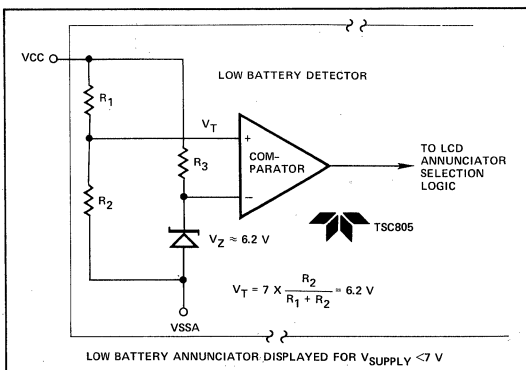 VCC
LOW BATTERY DETECTOR
R1
VT
+
R3
COM-
PARATOR
TO LCD
ANNUNCIATOR
SELECTION
LOGIC
R2
−
TSC805
VZ ≈ 6.2 V
VT = 7 X R2 / R1 + R2 = 6.2 V
VSSA
LOW BATTERY ANNUNCIATOR DISPLAYED FOR VSUPPLY <7 V